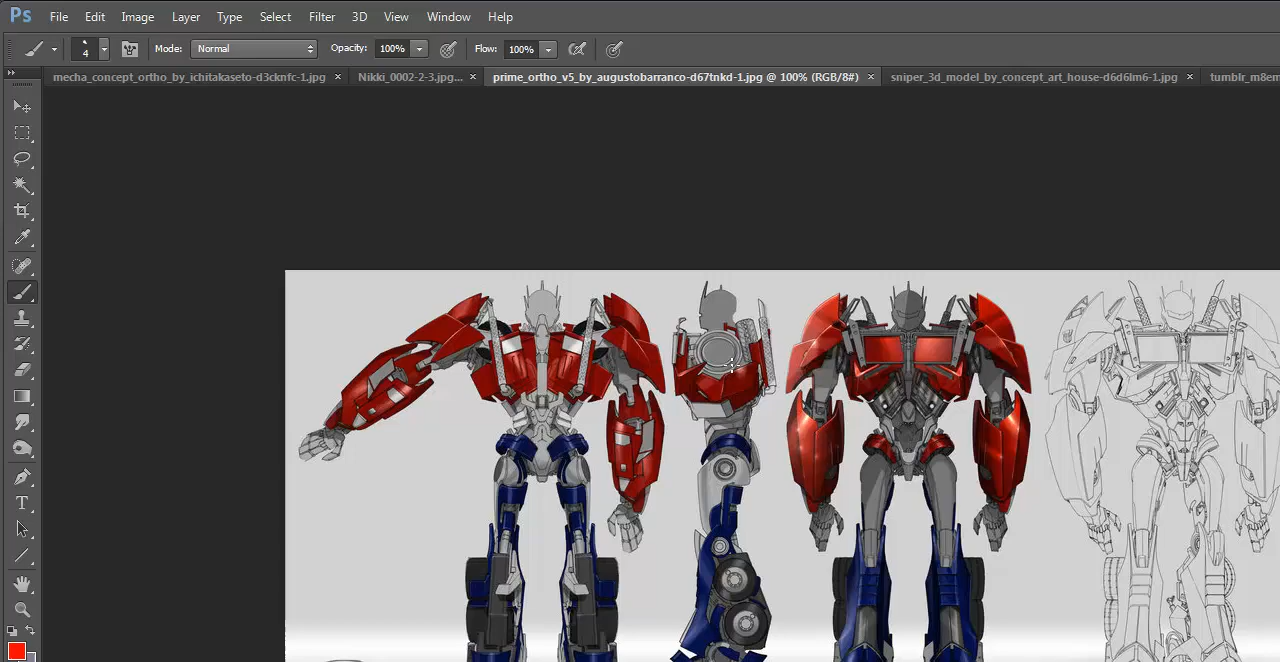 Ps File Edit Image Layer Type Select Filter 3D View Window Help
4 Mode: Normal Opacity: 100% Flow: 100%
mecha_concept_ortho_by_ichitakaseto-d3cknfc-1.jpg × Nikki_0002-2-3.jpg... × prime_ortho_v5_by_augustobarranco-d67tnkd-1.jpg @ 100% (RGB/8#) × sniper_3d_model_by_concept_art_house-d6d6lm6-1.jpg × tumblr_m8em
T